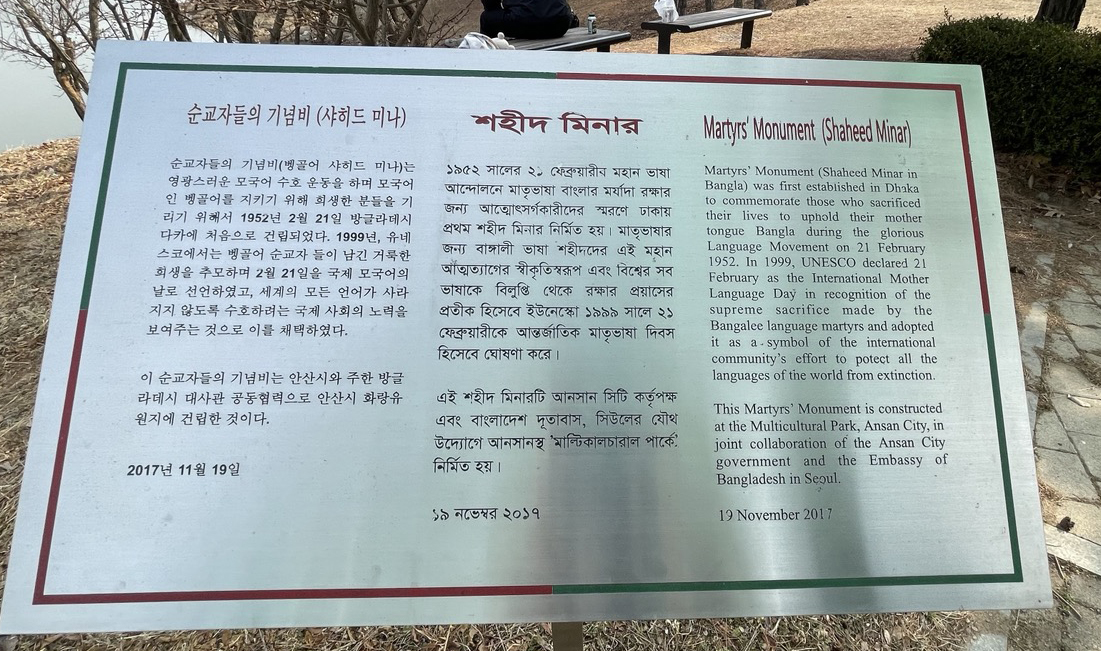 순교자들의 기념비 (샤히드 미나)
순교자들의 기념비(벵골어 샤히드 미나)는
영광스러운 모국어 수호 운동을 하며 모국어
인 벵골어를 지키기 위해 희생한 분들을 기
리기 위해서 1952년 2월 21일 방글라데시
다카에 처음으로 건립되었다. 1999년, 유네
스코에서는 벵골어 순교자 들이 남긴 거룩한
희생을 추모하며 2월 21일을 국제 모국어의
날로 선언하였고, 세계의 모든 언어가 사라
지지 않도록 수호하려는 국제 사회의 노력을
보여주는 것으로 이를 채택하였다.
이 순교자들의 기념비는 안산시와 주한 방글
라데시 대사관 공동협력으로 안산시 화랑유
원지에 건립한 것이다.
2017년 11월 19일
শহীদ মিনার
১৯৫২ সালের ২১ ফেব্রুয়ারীয় মহান ভাষা
আন্দোলনে মাতৃভাষা বাংলার মর্যাদা রক্ষার
জন্য আত্মোৎসর্গকারীদের স্মরণে ঢাকায়
প্রথম শহীদ মিনার নির্মিত হয়। মাতৃভাষার
জন্য বাঙ্গালী ভাষা শহীদদের এই মহান
আত্মত্যাগের স্বীকৃতিস্বরূপ এবং বিশ্বের সব
ভাষাকে বিলুপ্তি থেকে রক্ষার প্রয়াসের
প্রতীক হিসেবে ইউনেস্কো ১৯৯৯ সালে ২১
ফেব্রুয়ারীকে আন্তর্জাতিক মাতৃভাষা দিবস
হিসেবে ঘোষণা করে।
এই শহীদ মিনারটি আনসান সিটি কর্তৃপক্ষ
এবং বাংলাদেশ দূতাবাস, সিউলের যৌথ
উদ্যোগে আনসানস্থ 'মাল্টিকালচারাল পার্কে'
নির্মিত হয়।
১৯ নভেম্বর ২০১৭
Martyrs' Monument (Shaheed Minar)
Martyrs' Monument (Shaheed Minar in
Bangla) was first established in Dhaka
to commemorate those who sacrificed
their lives to uphold their mother
tongue Bangla during the glorious
Language Movement on 21 February
1952. In 1999, UNESCO declared 21
February as the International Mother
Language Day in recognition of the
supreme sacrifice made by the
Bangalee language martyrs and adopted
it as a symbol of the international
community's effort to potect all the
languages of the world from extinction.
This Martyrs' Monument is constructed
at the Multicultural Park, Ansan City, in
joint collaboration of the Ansan City
government and the Embassy of
Bangladesh in Seoul.
19 November 2017